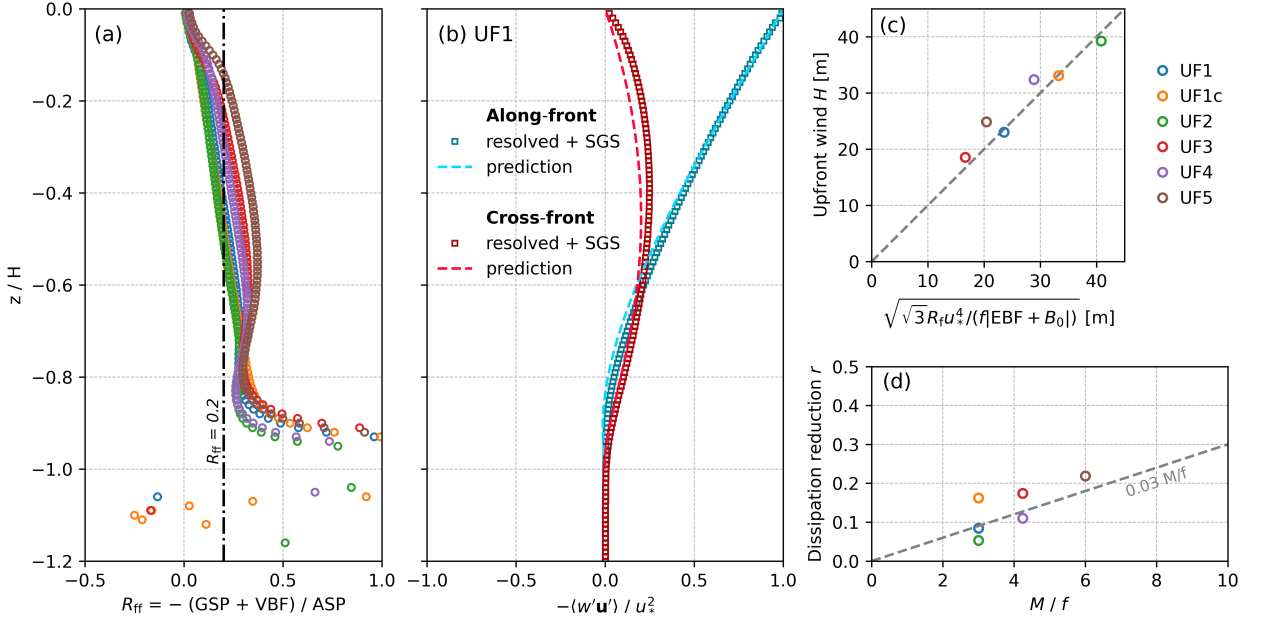 (a)
0.0
−0.2
−0.4
−0.6
−0.8
−1.0
−1.2
z / H
R_ff = 0.2
−0.5 0.0 0.5 1.0
R_ff = − (GSP + VBF) / ASP
(b) UF1
Along-front
resolved + SGS
prediction
Cross-front
resolved + SGS
prediction
−1.0 −0.5 0.0 0.5 1.0
−⟨w′u′⟩ / u_*^2
(c)
40
30
20
10
0
Upfront wind H [m]
0 10 20 30 40
√(√3R_f u_*^4/(f|EBF + B_0|)) [m]
UF1
UF1c
UF2
UF3
UF4
UF5
(d)
0.5
0.4
0.3
0.2
0.1
0.0
Dissipation reduction r
0.03 M/f
0 2 4 6 8 10
M / f